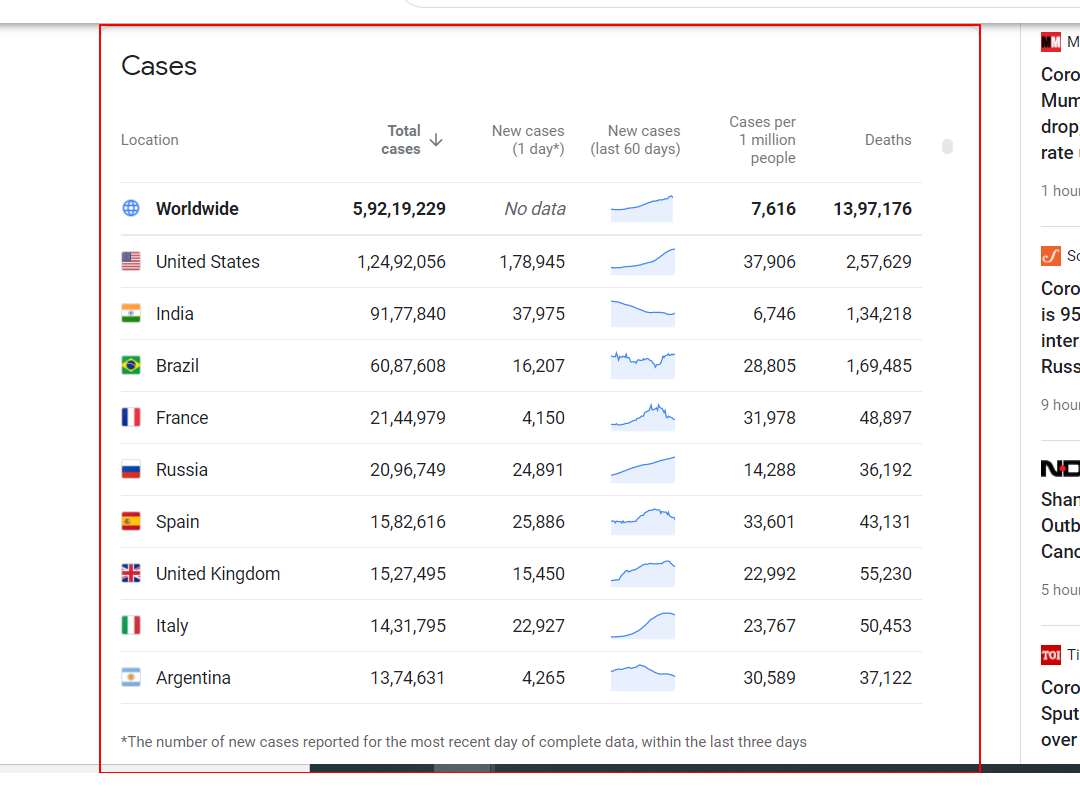 Cases
Location Total cases New cases (1 day*) New cases (last 60 days) Cases per 1 million people Deaths
Worldwide 5,92,19,229 No data 7,616 13,97,176
United States 1,24,92,056 1,78,945 37,906 2,57,629
India 91,77,840 37,975 6,746 1,34,218
Brazil 60,87,608 16,207 28,805 1,69,485
France 21,44,979 4,150 31,978 48,897
Russia 20,96,749 24,891 14,288 36,192
Spain 15,82,616 25,886 33,601 43,131
United Kingdom 15,27,495 15,450 22,992 55,230
Italy 14,31,795 22,927 23,767 50,453
Argentina 13,74,631 4,265 30,589 37,122
*The number of new cases reported for the most recent day of complete data, within the last three days
M
Coro
Mum
drop,
rate
1 hour
Sc
Coro
is 95
inter
Russ
9 hour
ND
Shan
Outb
Canc
5 hour
TOI Ti
Coro
Sput
over